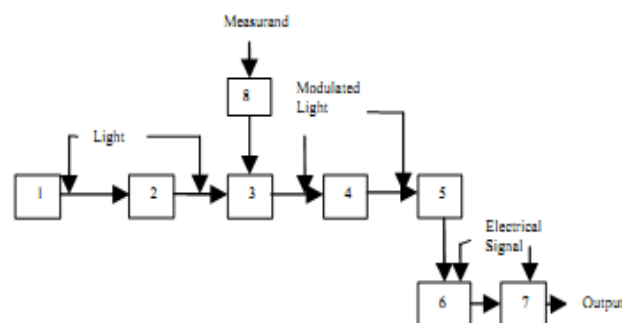 Measurand
8
Modulated
Light
Light
1
2
3
4
5
Electrical
Signal
6
7
Output